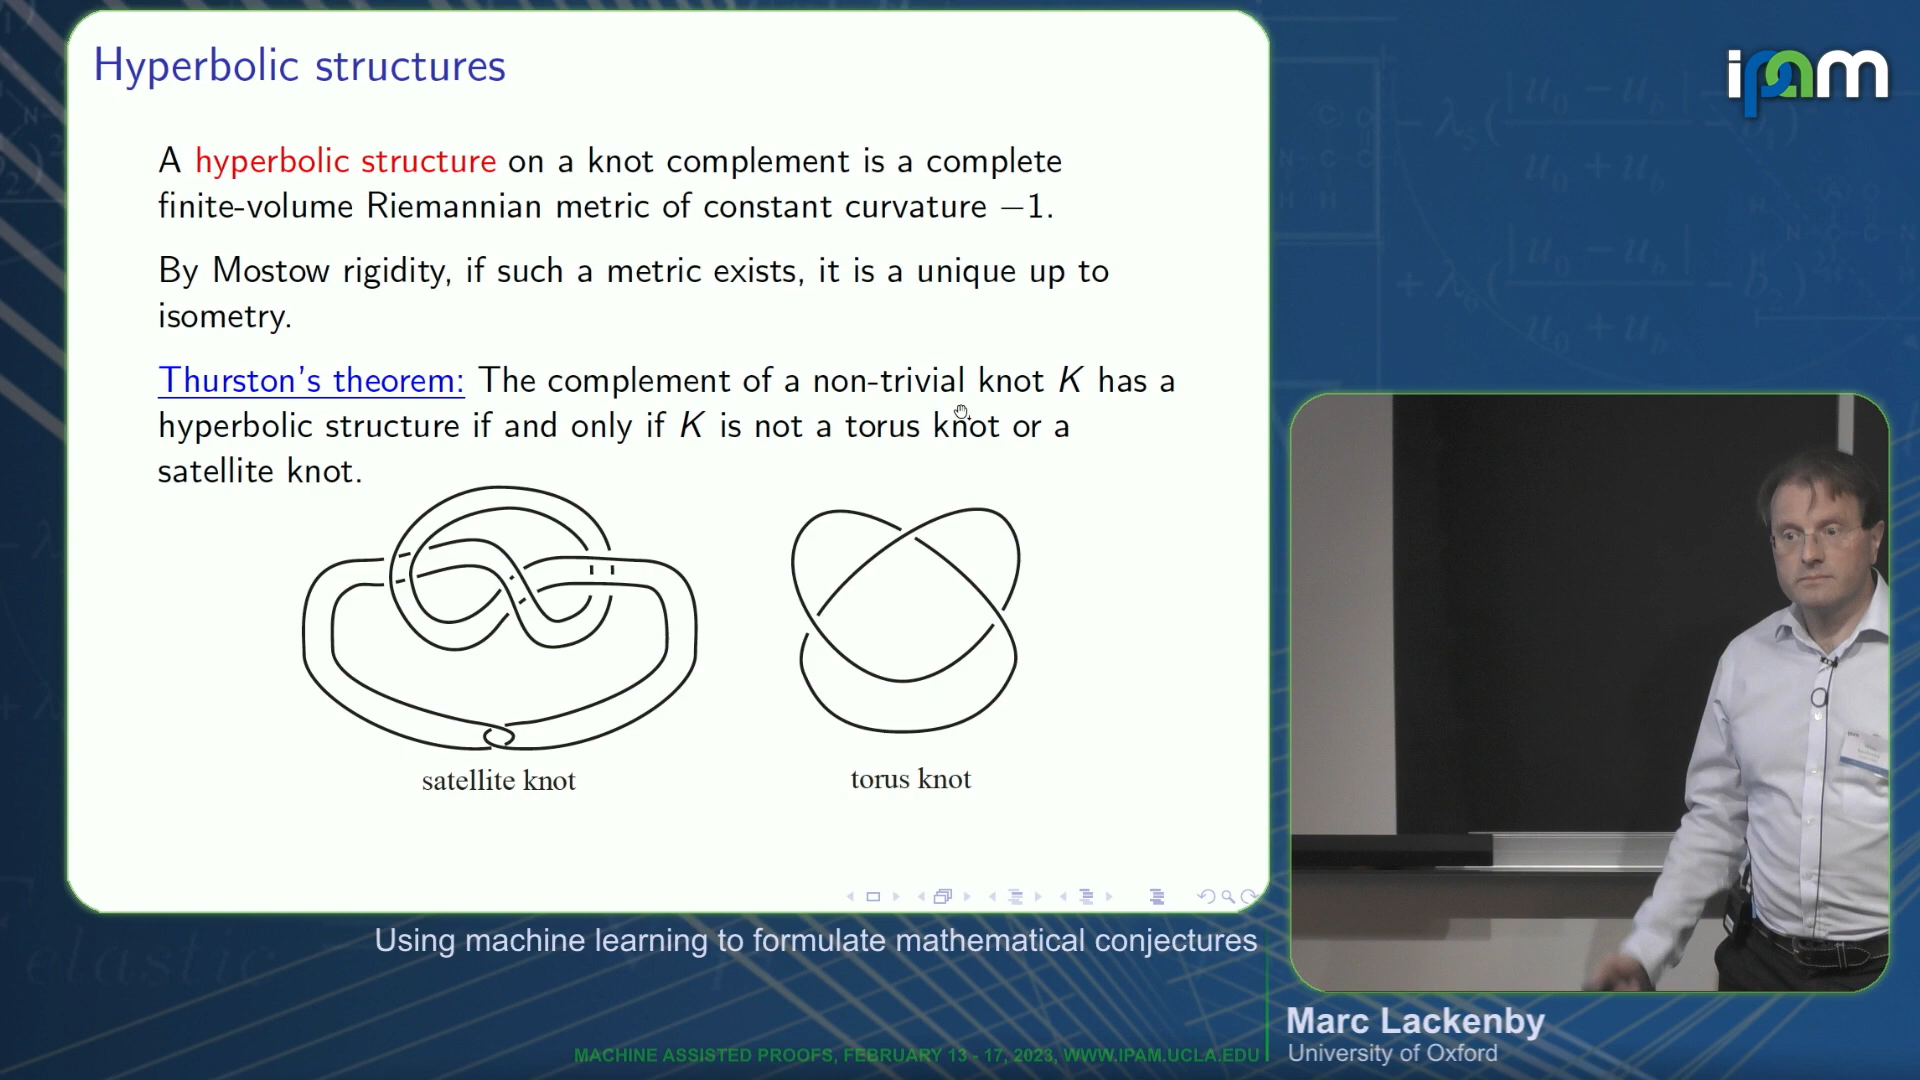 Hyperbolic structures
A hyperbolic structure on a knot complement is a complete
finite-volume Riemannian metric of constant curvature −1.
By Mostow rigidity, if such a metric exists, it is a unique up to
isometry.
Thurston's theorem: The complement of a non-trivial knot K has a
hyperbolic structure if and only if K is not a torus knot or a
satellite knot.
satellite knot
torus knot
ipam
Using machine learning to formulate mathematical conjectures
Marc Lackenby
University of Oxford
MACHINE ASSISTED PROOFS, FEBRUARY 13 - 17, 2023, WWW.IPAM.UCLA.EDU
elastic